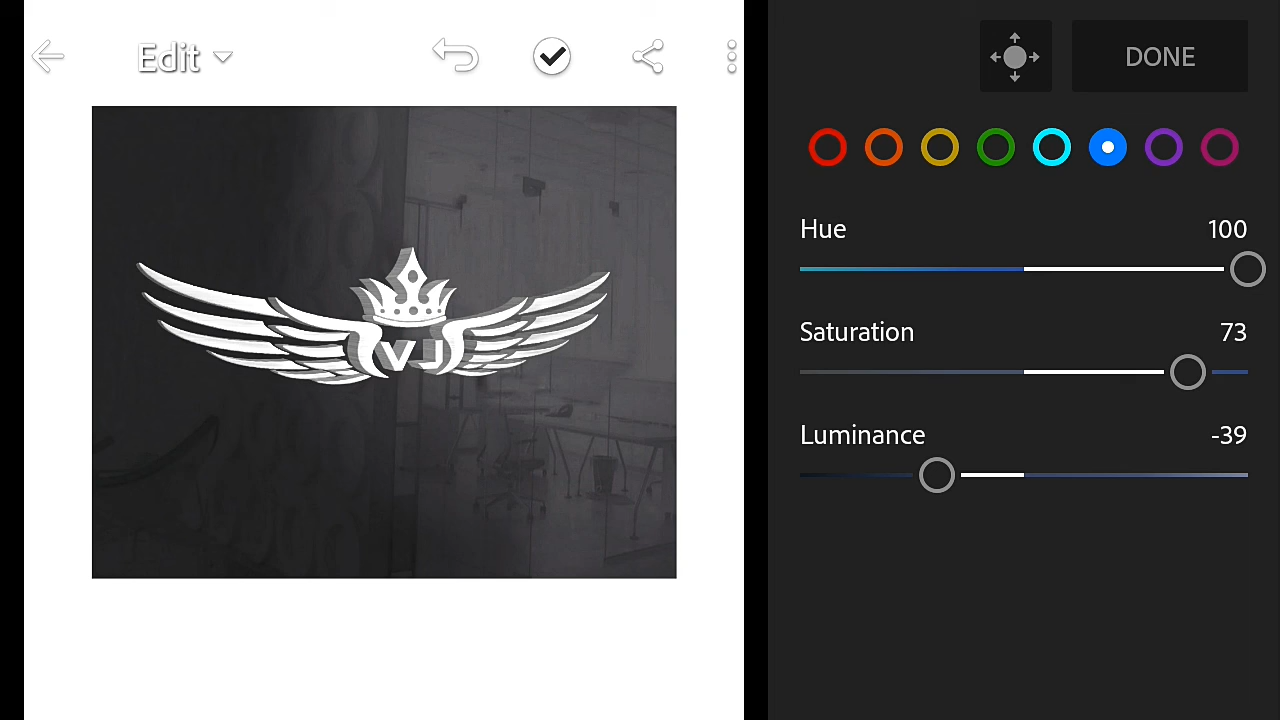 Edit
DONE
Hue 100
Saturation 73
Luminance -39
VJ